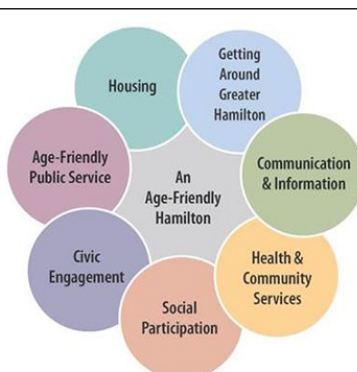 Housing
Getting
Around
Greater
Hamilton
Age-Friendly
Public Service
An
Age-Friendly
Hamilton
Communication
& Information
Civic
Engagement
Health &
Community
Services
Social
Participation